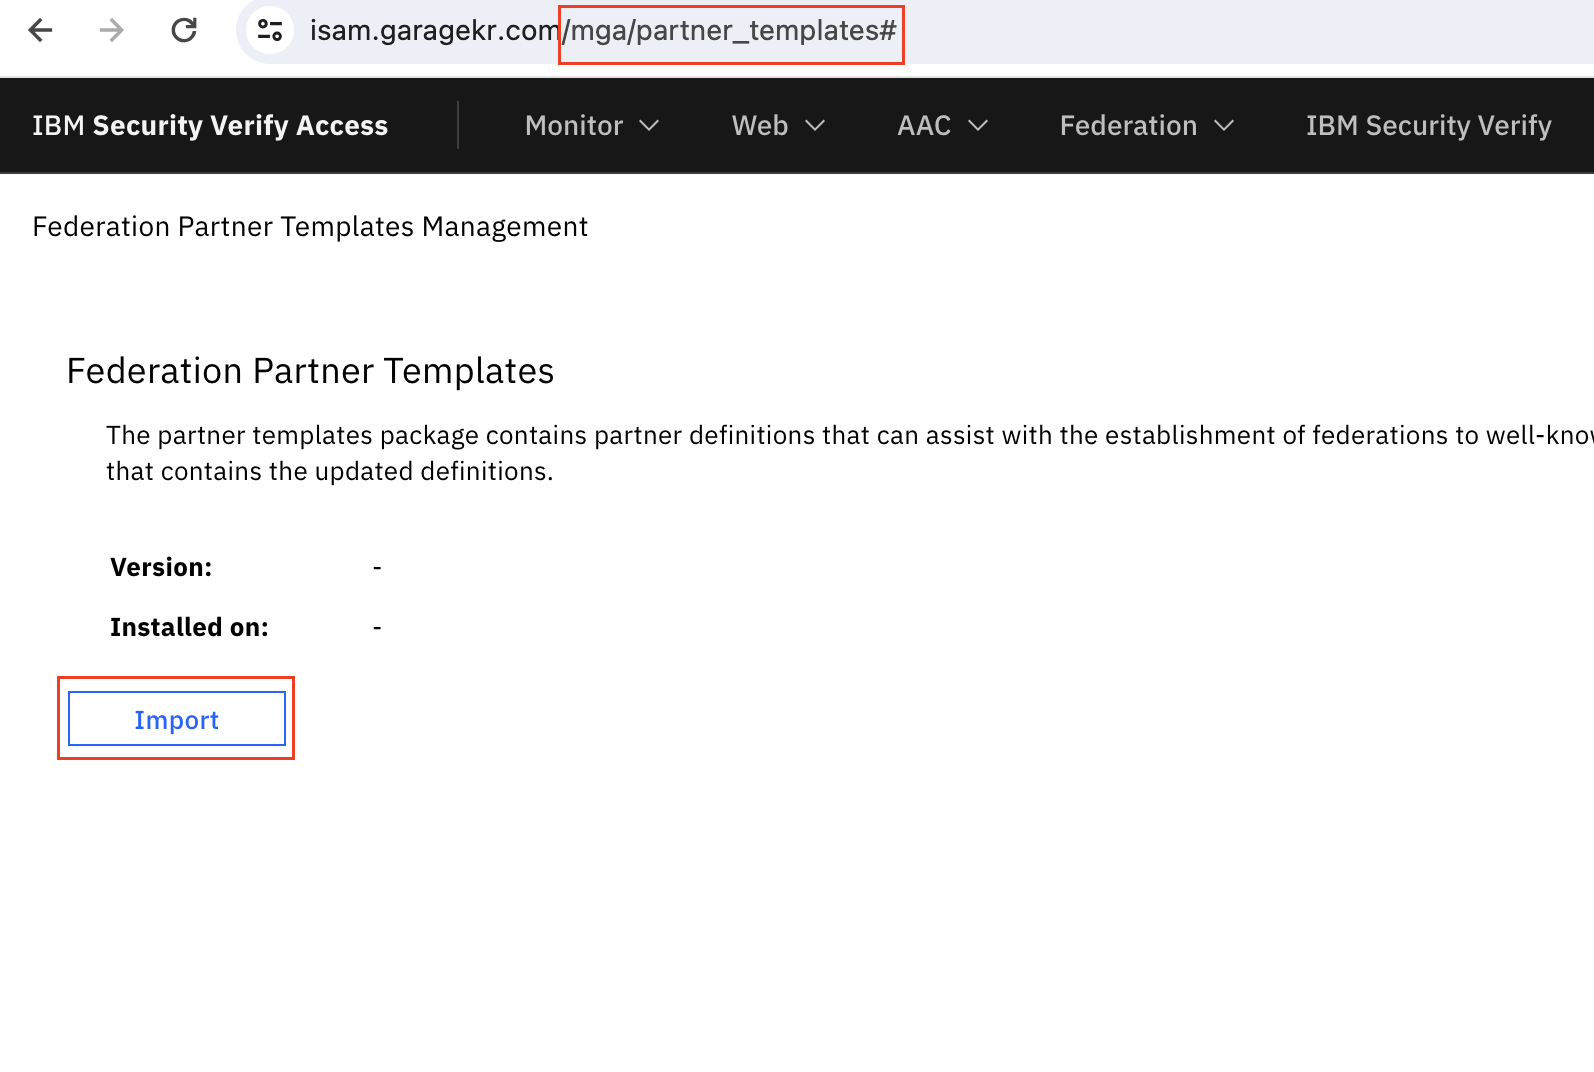 isam.garagekr.com/mga/partner_templates#
IBM Security Verify Access Monitor Web AAC Federation IBM Security Verify
Federation Partner Templates Management
Federation Partner Templates
The partner templates package contains partner definitions that can assist with the establishment of federations to well-know
that contains the updated definitions.
Version: -
Installed on: -
Import